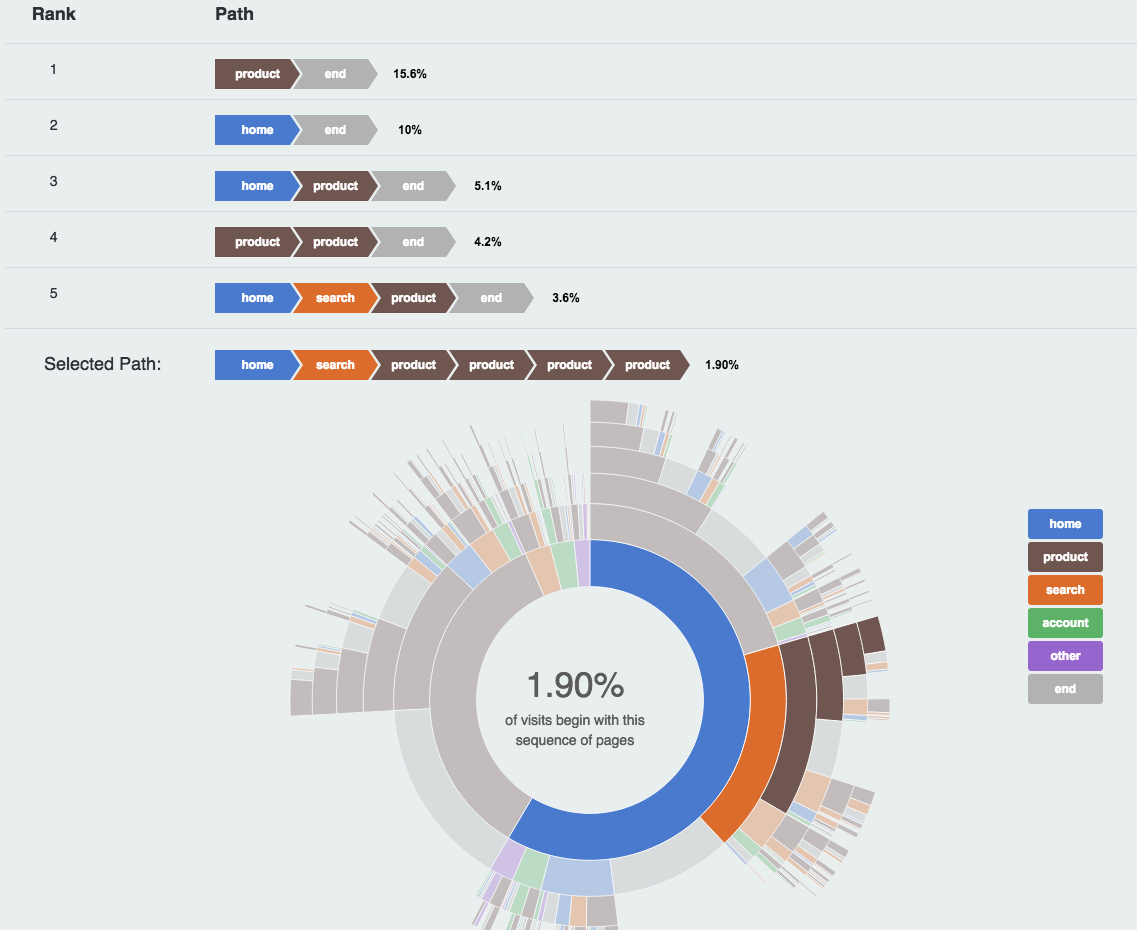 Rank Path
1 product end 15.6%
2 home end 10%
3 home product end 5.1%
4 product product end 4.2%
5 home search product end 3.6%
Selected Path: home search product product product product 1.90%
1.90%
of visits begin with this
sequence of pages
home
product
search
account
other
end